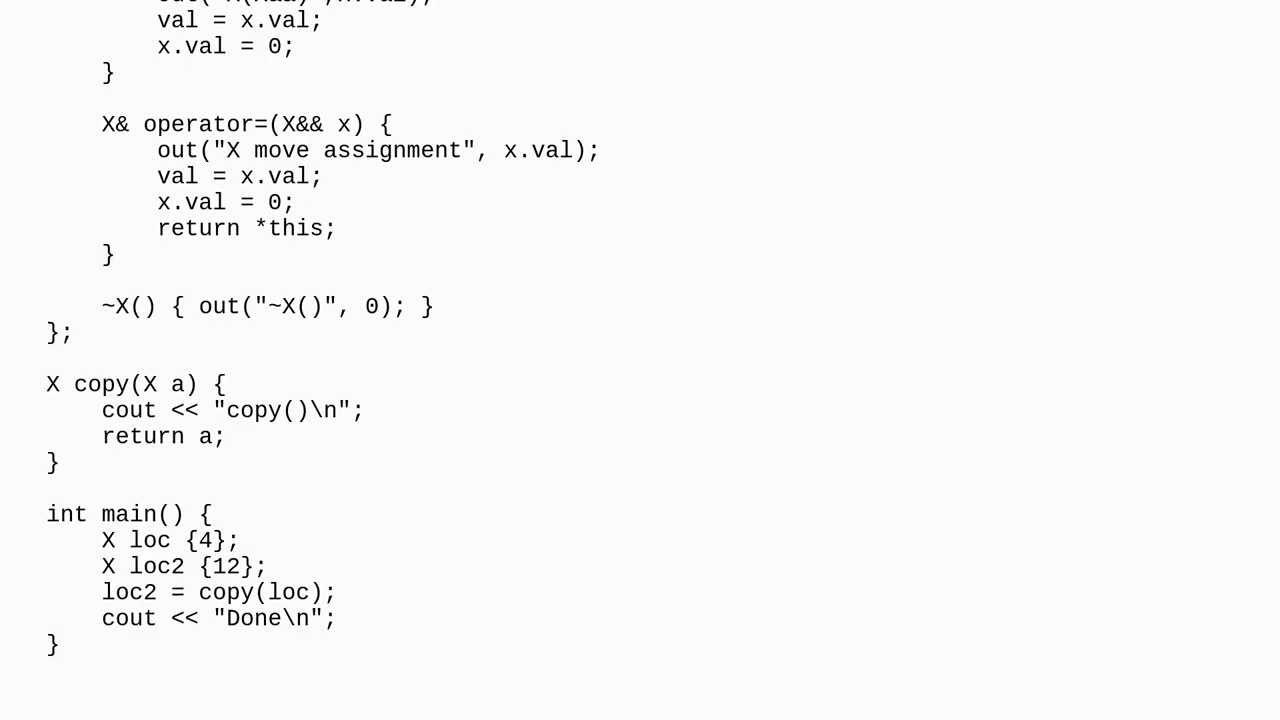 val = x.val;
x.val = 0;
}
X& operator=(X&& x) {
out("X move assignment", x.val);
val = x.val;
x.val = 0;
return *this;
}
~X() { out("~X()", 0); }
};
X copy(X a) {
cout << "copy()\n";
return a;
}
int main() {
X loc {4};
X loc2 {12};
loc2 = copy(loc);
cout << "Done\n";
}